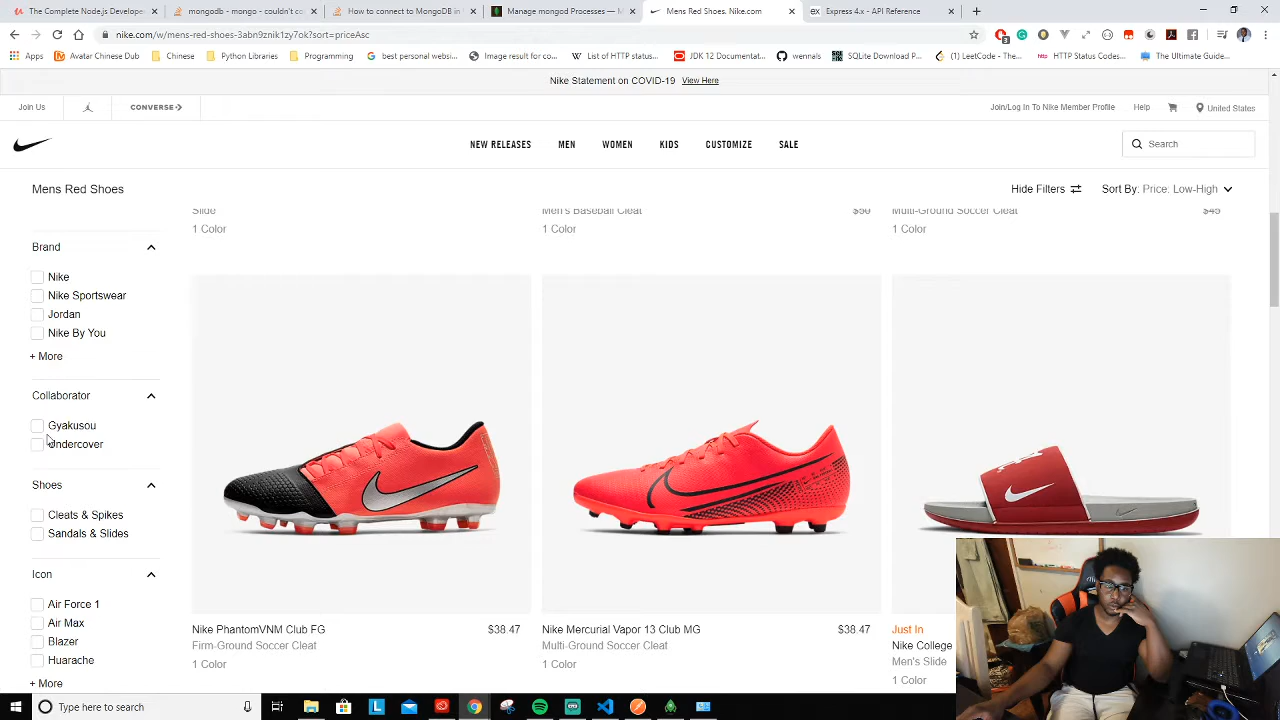 The Complete Node.js Develope
mongodb - mongo - couldn't co
How to connect to MongoDB in
Manage mongod Processes — M
Mens Red Shoes. Nike.com
EX Express 4.x - API Reference
nike.com/w/mens-red-shoes-3abn9znik1zy7ok?sort=priceAsc
Apps Avatar Anime Dub Chinese Python Libraries Programming best personal websi... Image result for co... List of HTTP status... JDK 12 Documentat... wennals SQLite Download P... (1) LeetCode - The... HTTP Status Codes... The Ultimate Guide...
Nike Statement on COVID-19 View Here
Join Us CONVERSE Join/Log In To Nike Member Profile Help United States
NEW RELEASES MEN WOMEN KIDS CUSTOMIZE SALE Search
Mens Red Shoes Hide Filters Sort By: Price: Low-High
Slide Men's Baseball Cleat $50 Multi-Ground Soccer Cleat $45
1 Color 1 Color 1 Color
Brand
Nike
Nike Sportswear
Jordan
Nike By You
+ More
Collaborator
Gyakusou
Undercover
Shoes
Cleats & Spikes
Sandals & Slides
Icon
Air Force 1
Air Max
Blazer
Huarache
+ More
Nike PhantomVNM Club FG $38.47
Firm-Ground Soccer Cleat
1 Color
Nike Mercurial Vapor 13 Club MG $38.47
Multi-Ground Soccer Cleat
1 Color
Just In
Nike College
Men's Slide
1 Color
Type here to search